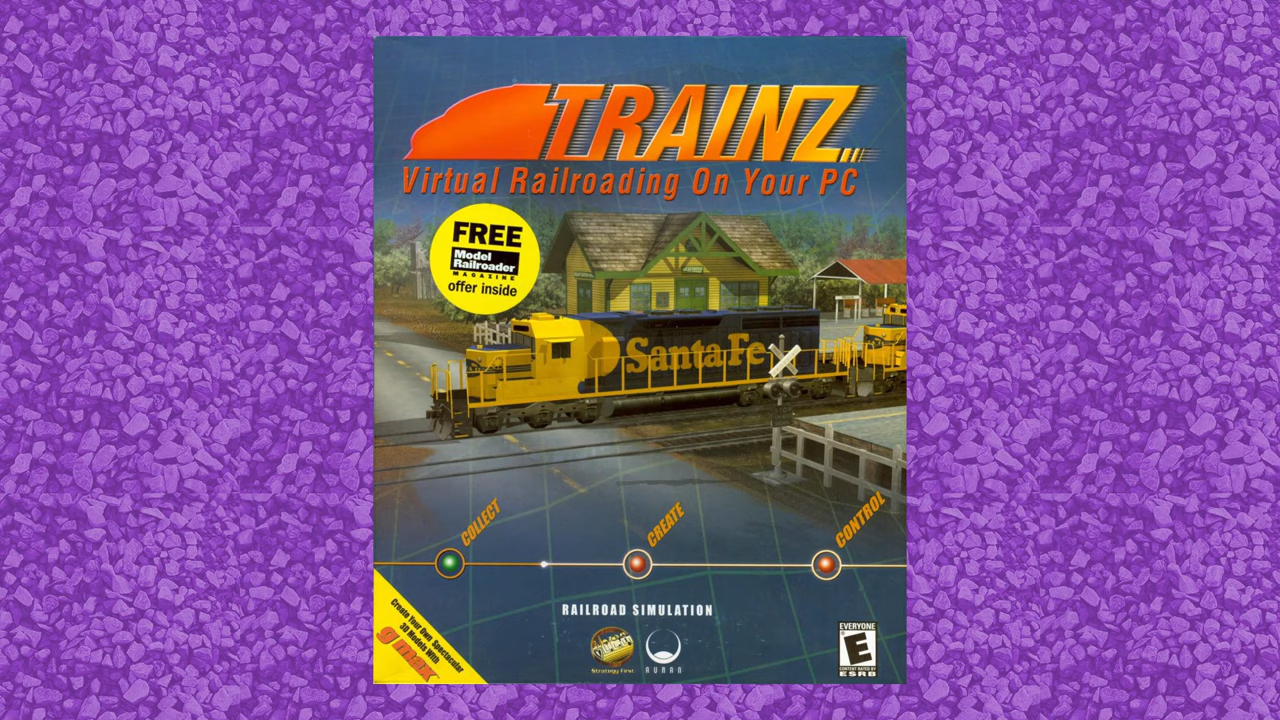 TRAINZ
Virtual Railroading On Your PC
FREE
Model
Railroader
MAGAZINE
offer inside
Santa Fe
COLLECT
CREATE
CONTROL
RAILROAD SIMULATION
Create Your Own Spectacular
3D Models With
gmax
Strategy First
AURAN
EVERYONE
E
CONTENT RATED BY
ESRB